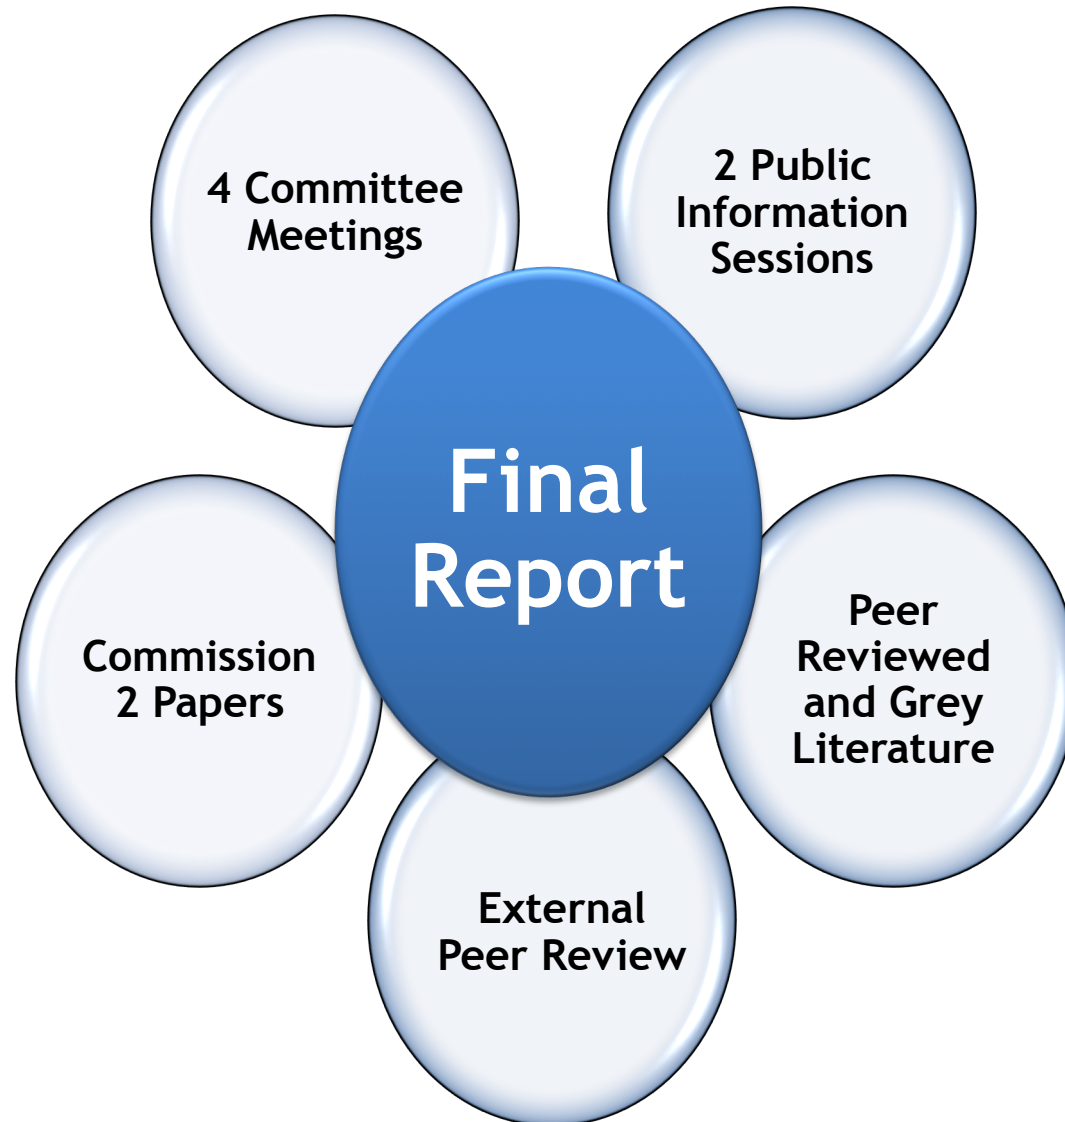 4 Committee
Meetings
2 Public
Information
Sessions
Final
Report
Commission
2 Papers
Peer
Reviewed
and Grey
Literature
External
Peer Review